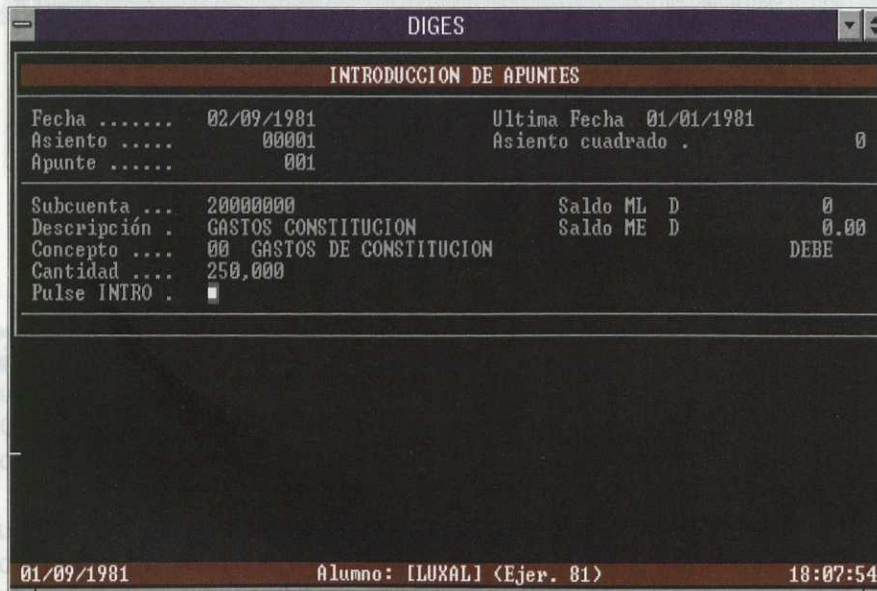 DIGES
INTRODUCCION DE APUNTES
Fecha ....... 02/09/1981 Ultima Fecha 01/01/1981
Asiento ..... 00001 Asiento cuadrado . 0
Apunte ...... 001
Subcuenta ... 20000000 Saldo ML D 0
Descripción . GASTOS CONSTITUCION Saldo ME D 0.00
Concepto .... 00 GASTOS DE CONSTITUCION DEBE
Cantidad .... 250,000
Pulse INTRO .
01/09/1981 Alumno: [LUXAL] (Ejer. 81) 18:07:54